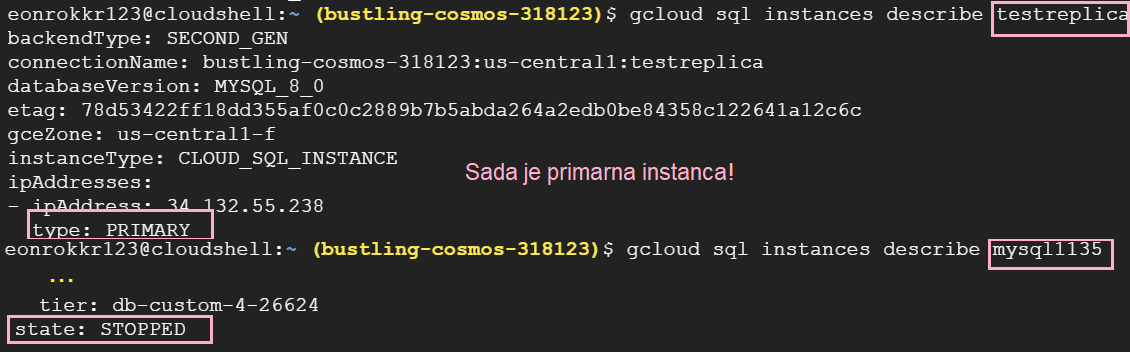 eonrokkr123@cloudshell:~ (bustling-cosmos-318123)$ gcloud sql instances describe testreplica
backendType: SECOND_GEN
connectionName: bustling-cosmos-318123:us-central1:testreplica
databaseVersion: MYSQL_8_0
etag: 78d53422ff18dd355af0c0c2889b7b5abda264a2edb0be84358c122641a12c6c
gceZone: us-central1-f
instanceType: CLOUD_SQL_INSTANCE
Sada je primarna instanca!
ipAddresses:
- ipAddress: 34.132.55.238
type: PRIMARY
eonrokkr123@cloudshell:~ (bustling-cosmos-318123)$ gcloud sql instances describe mysql1135
...
tier: db-custom-4-26624
state: STOPPED